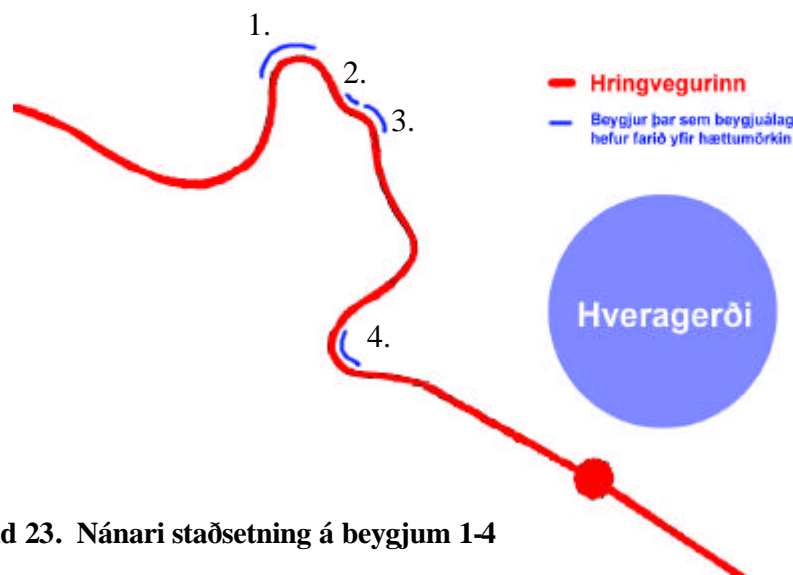 1.
2.
3.
Hringvegurinn
Beygjur þar sem beygjuálag
hefur farið yfir hættumörkin
Hveragerði
4.
d 23. Nánari staðsetning á beygjum 1-4